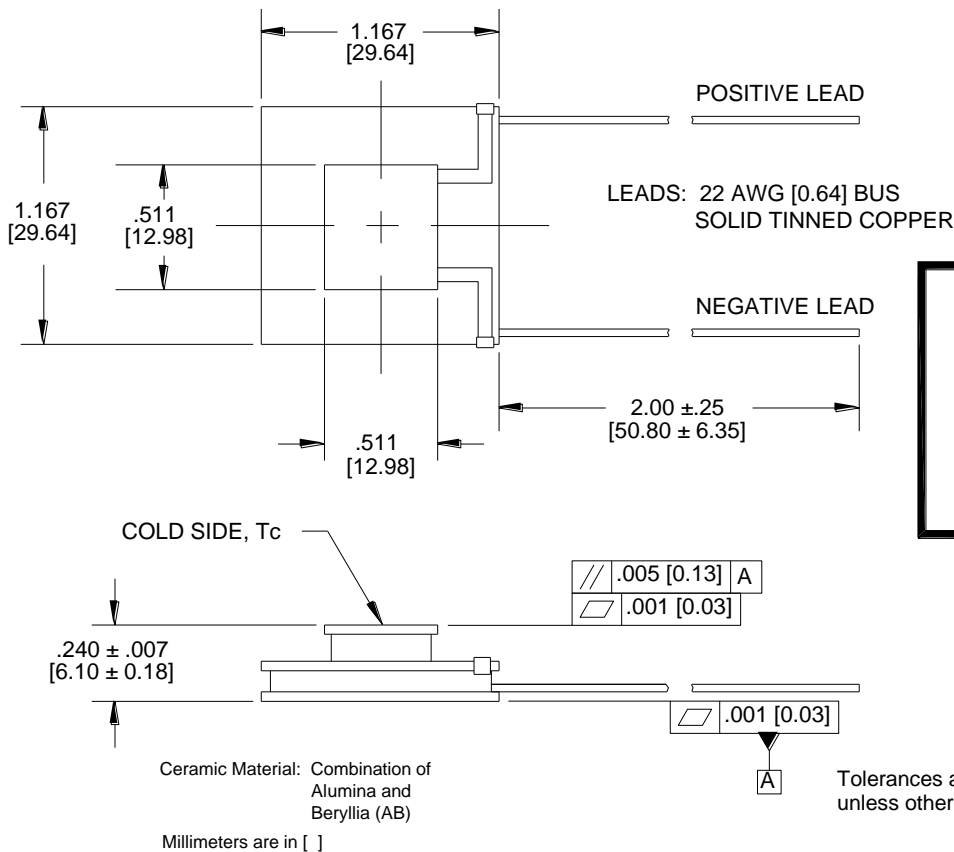 1.167
[29.64]
POSITIVE LEAD
LEADS: 22 AWG [0.64] BUS
SOLID TINNED COPPER
1.167
[29.64]
.511
[12.98]
NEGATIVE LEAD
2.00 ±.25
[50.80 ± 6.35]
.511
[12.98]
COLD SIDE, Tc
// .005 [0.13] A
.001 [0.03]
.240 ± .007
[6.10 ± 0.18]
.001 [0.03]
A
Ceramic Material: Combination of
Alumina and
Beryllia (AB)
Millimeters are in [ ]
Tolerances a
unless other